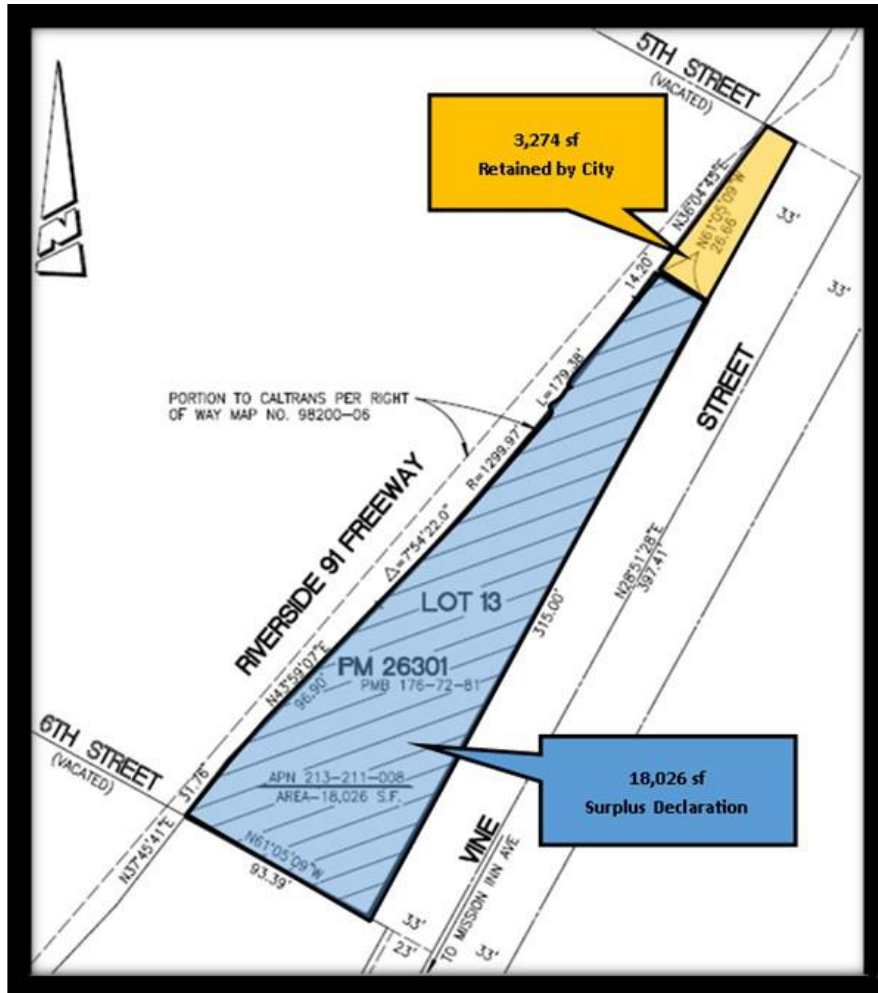 5TH STREET
(VACATED)
3,274 sf
Retained by City
N36°04'45"E
N61°05'09"W
26.66'
33'
33'
14.20'
N
L=179.38'
PORTION TO CALTRANS PER RIGHT
OF WAY MAP NO. 98200-06
R=1299.97'
STREET
RIVERSIDE 91 FREEWAY
Δ=7°54'22.0"
N28°51'28"E
397.41'
LOT 13
315.00'
N43°59'07"E
96.90'
PM 26301
PMB 176-72-81
6TH STREET
(VACATED)
31.76'
APN 213-211-008
AREA-18,026 S.F.
18,026 sf
Surplus Declaration
N37°45'41"E
N61°05'09"W
93.39'
VINE
TO MISSION INN AVE
33'
23'
33'